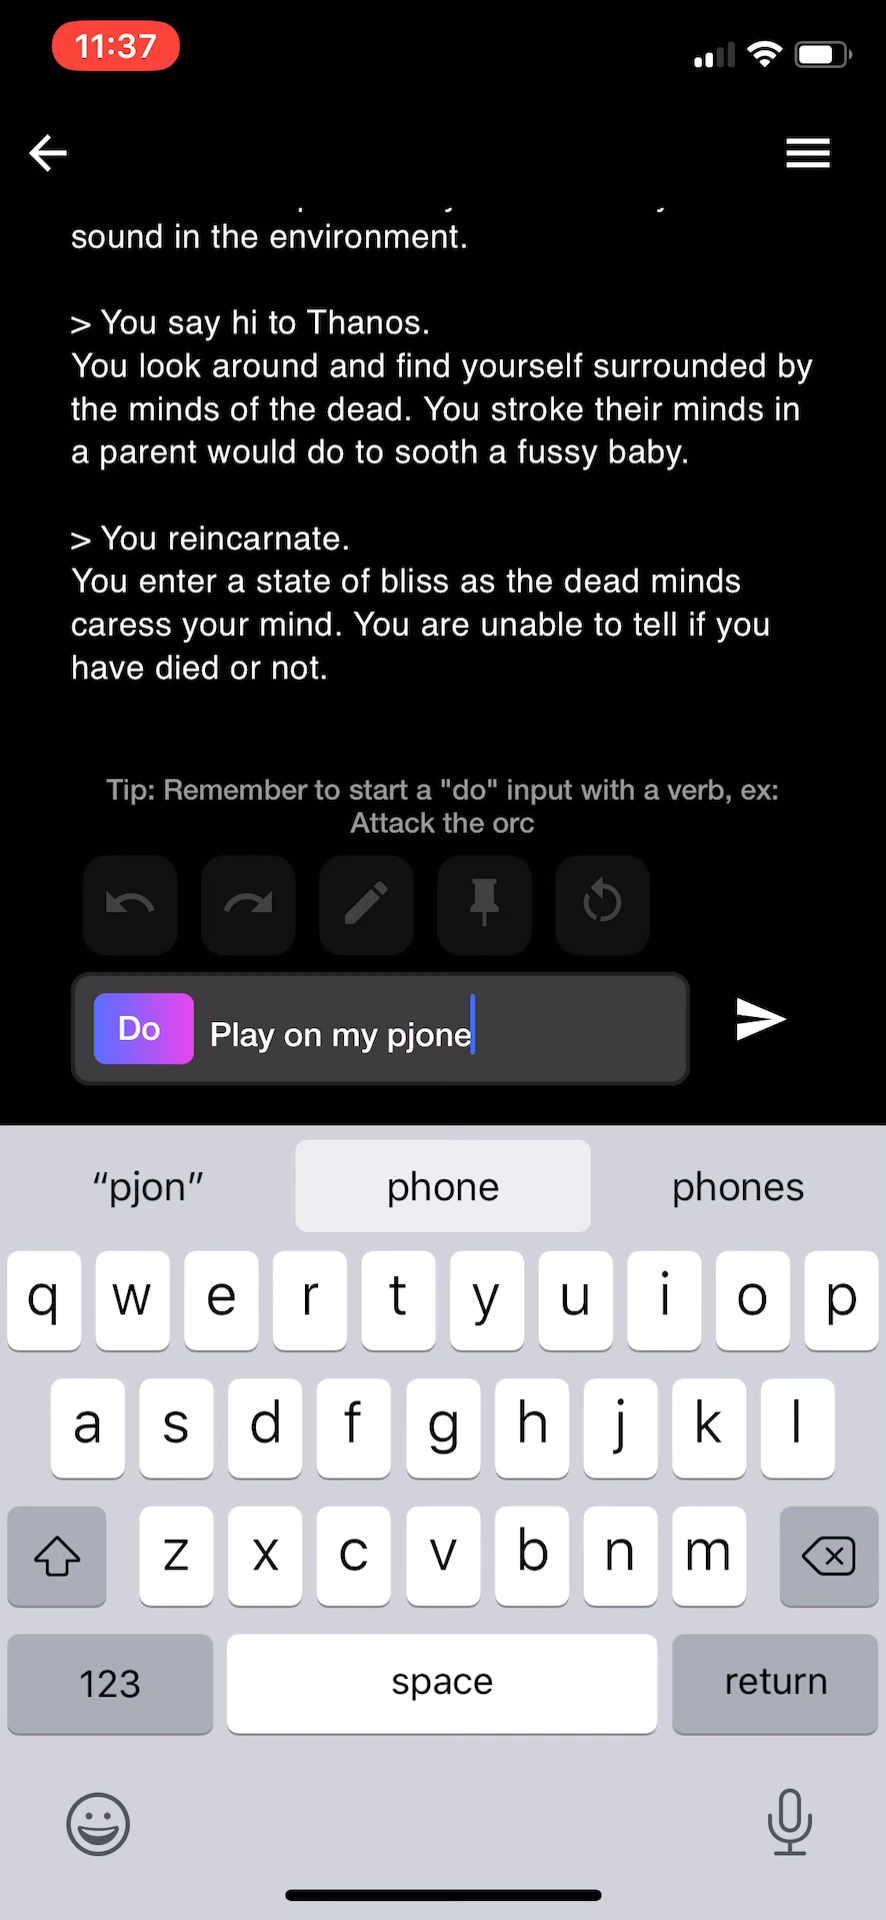 11:37
sound in the environment.
> You say hi to Thanos.
You look around and find yourself surrounded by
the minds of the dead. You stroke their minds in
a parent would do to sooth a fussy baby.
> You reincarnate.
You enter a state of bliss as the dead minds
caress your mind. You are unable to tell if you
have died or not.
Tip: Remember to start a "do" input with a verb, ex:
Attack the orc
Do Play on my pjone
“pjon” phone phones
q w e r t y u i o p
a s d f g h j k l
z x c v b n m
123 space return